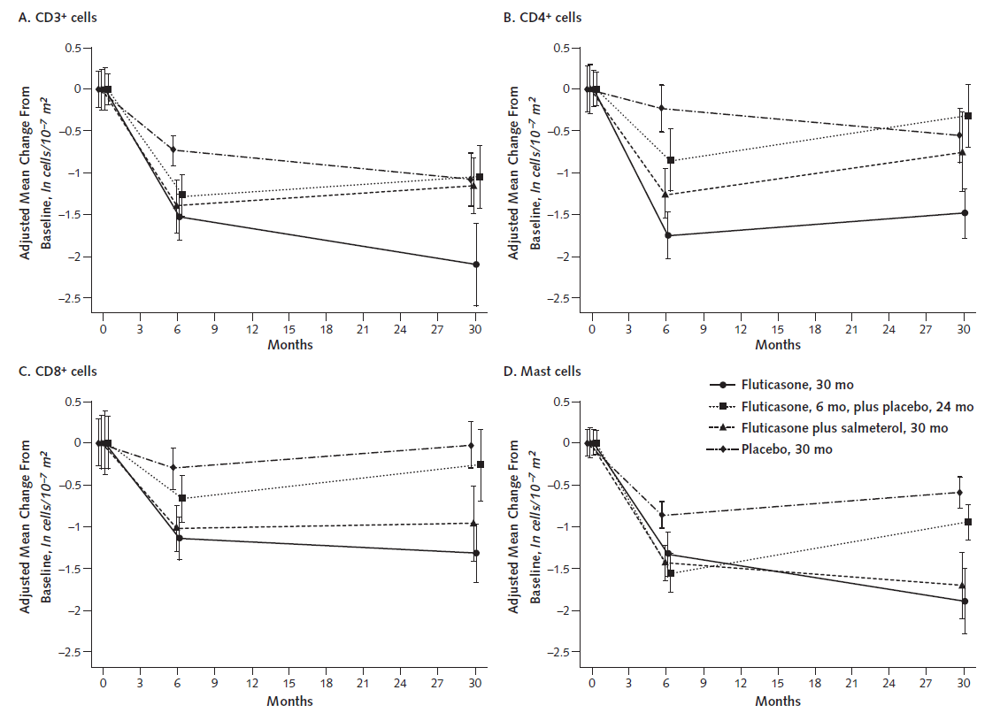 A. CD3+ cells
Adjusted Mean Change From
Baseline, ln cells/10⁻⁷ m²
0.5
0
–0.5
–1
–1.5
–2
–2.5
0 3 6 9 12 15 18 21 24 27 30
Months
B. CD4+ cells
Adjusted Mean Change From
Baseline, ln cells/10⁻⁷ m²
0.5
0
–0.5
–1
–1.5
–2
–2.5
0 3 6 9 12 15 18 21 24 27 30
Months
C. CD8+ cells
Adjusted Mean Change From
Baseline, ln cells/10⁻⁷ m²
0.5
0
–0.5
–1
–1.5
–2
–2.5
0 3 6 9 12 15 18 21 24 27 30
Months
D. Mast cells
Fluticasone, 30 mo
Fluticasone, 6 mo, plus placebo, 24 mo
Fluticasone plus salmeterol, 30 mo
Placebo, 30 mo
Adjusted Mean Change From
Baseline, ln cells/10⁻⁷ m²
0.5
0
–0.5
–1
–1.5
–2
–2.5
0 3 6 9 12 15 18 21 24 27 30
Months